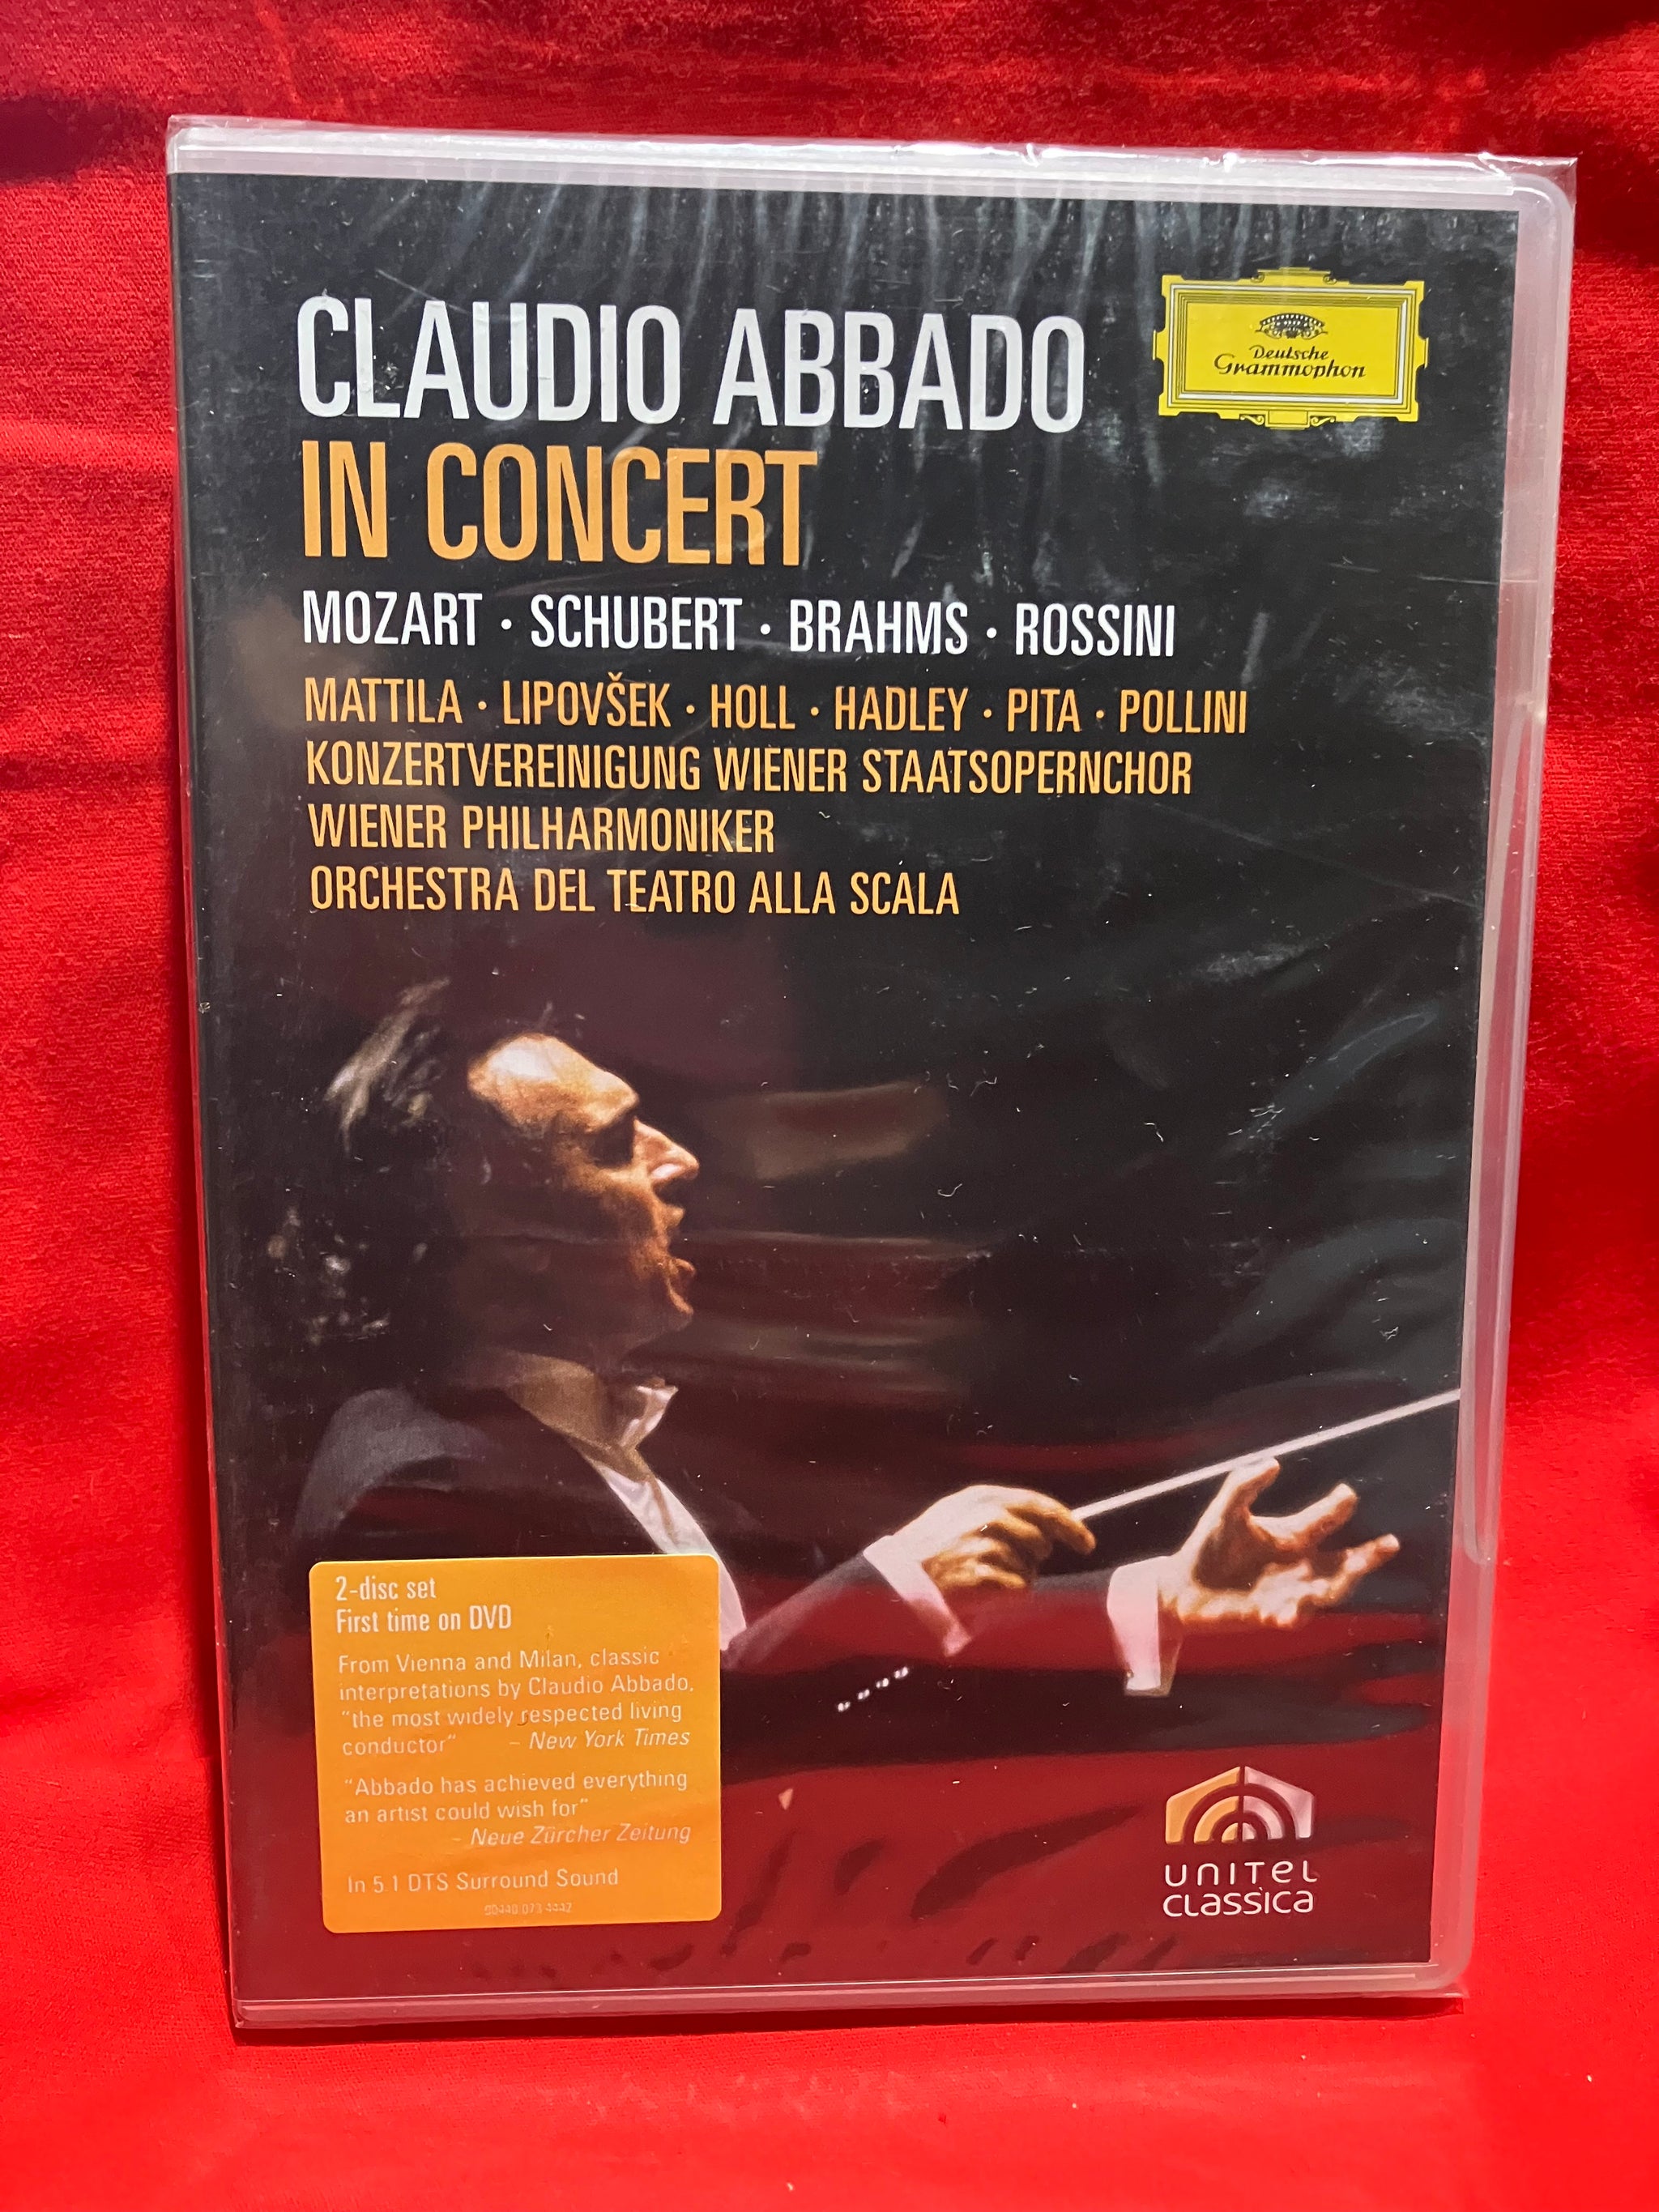 CLAUDIO ABBADO
IN CONCERT
Deutsche
Grammophon
MOZART · SCHUBERT · BRAHMS · ROSSINI
MATTILA · LIPOVŠEK · HOLL · HADLEY · PITA · POLLINI
KONZERTVEREINIGUNG WIENER STAATSOPERNCHOR
WIENER PHILHARMONIKER
ORCHESTRA DEL TEATRO ALLA SCALA
2-disc set
First time on DVD
From Vienna and Milan, classic
interpretations by Claudio Abbado,
“the most widely respected living
conductor” – New York Times
“Abbado has achieved everything
an artist could wish for”
– Neue Zürcher Zeitung
In 5.1 DTS Surround Sound
UNITEL
CLASSICA